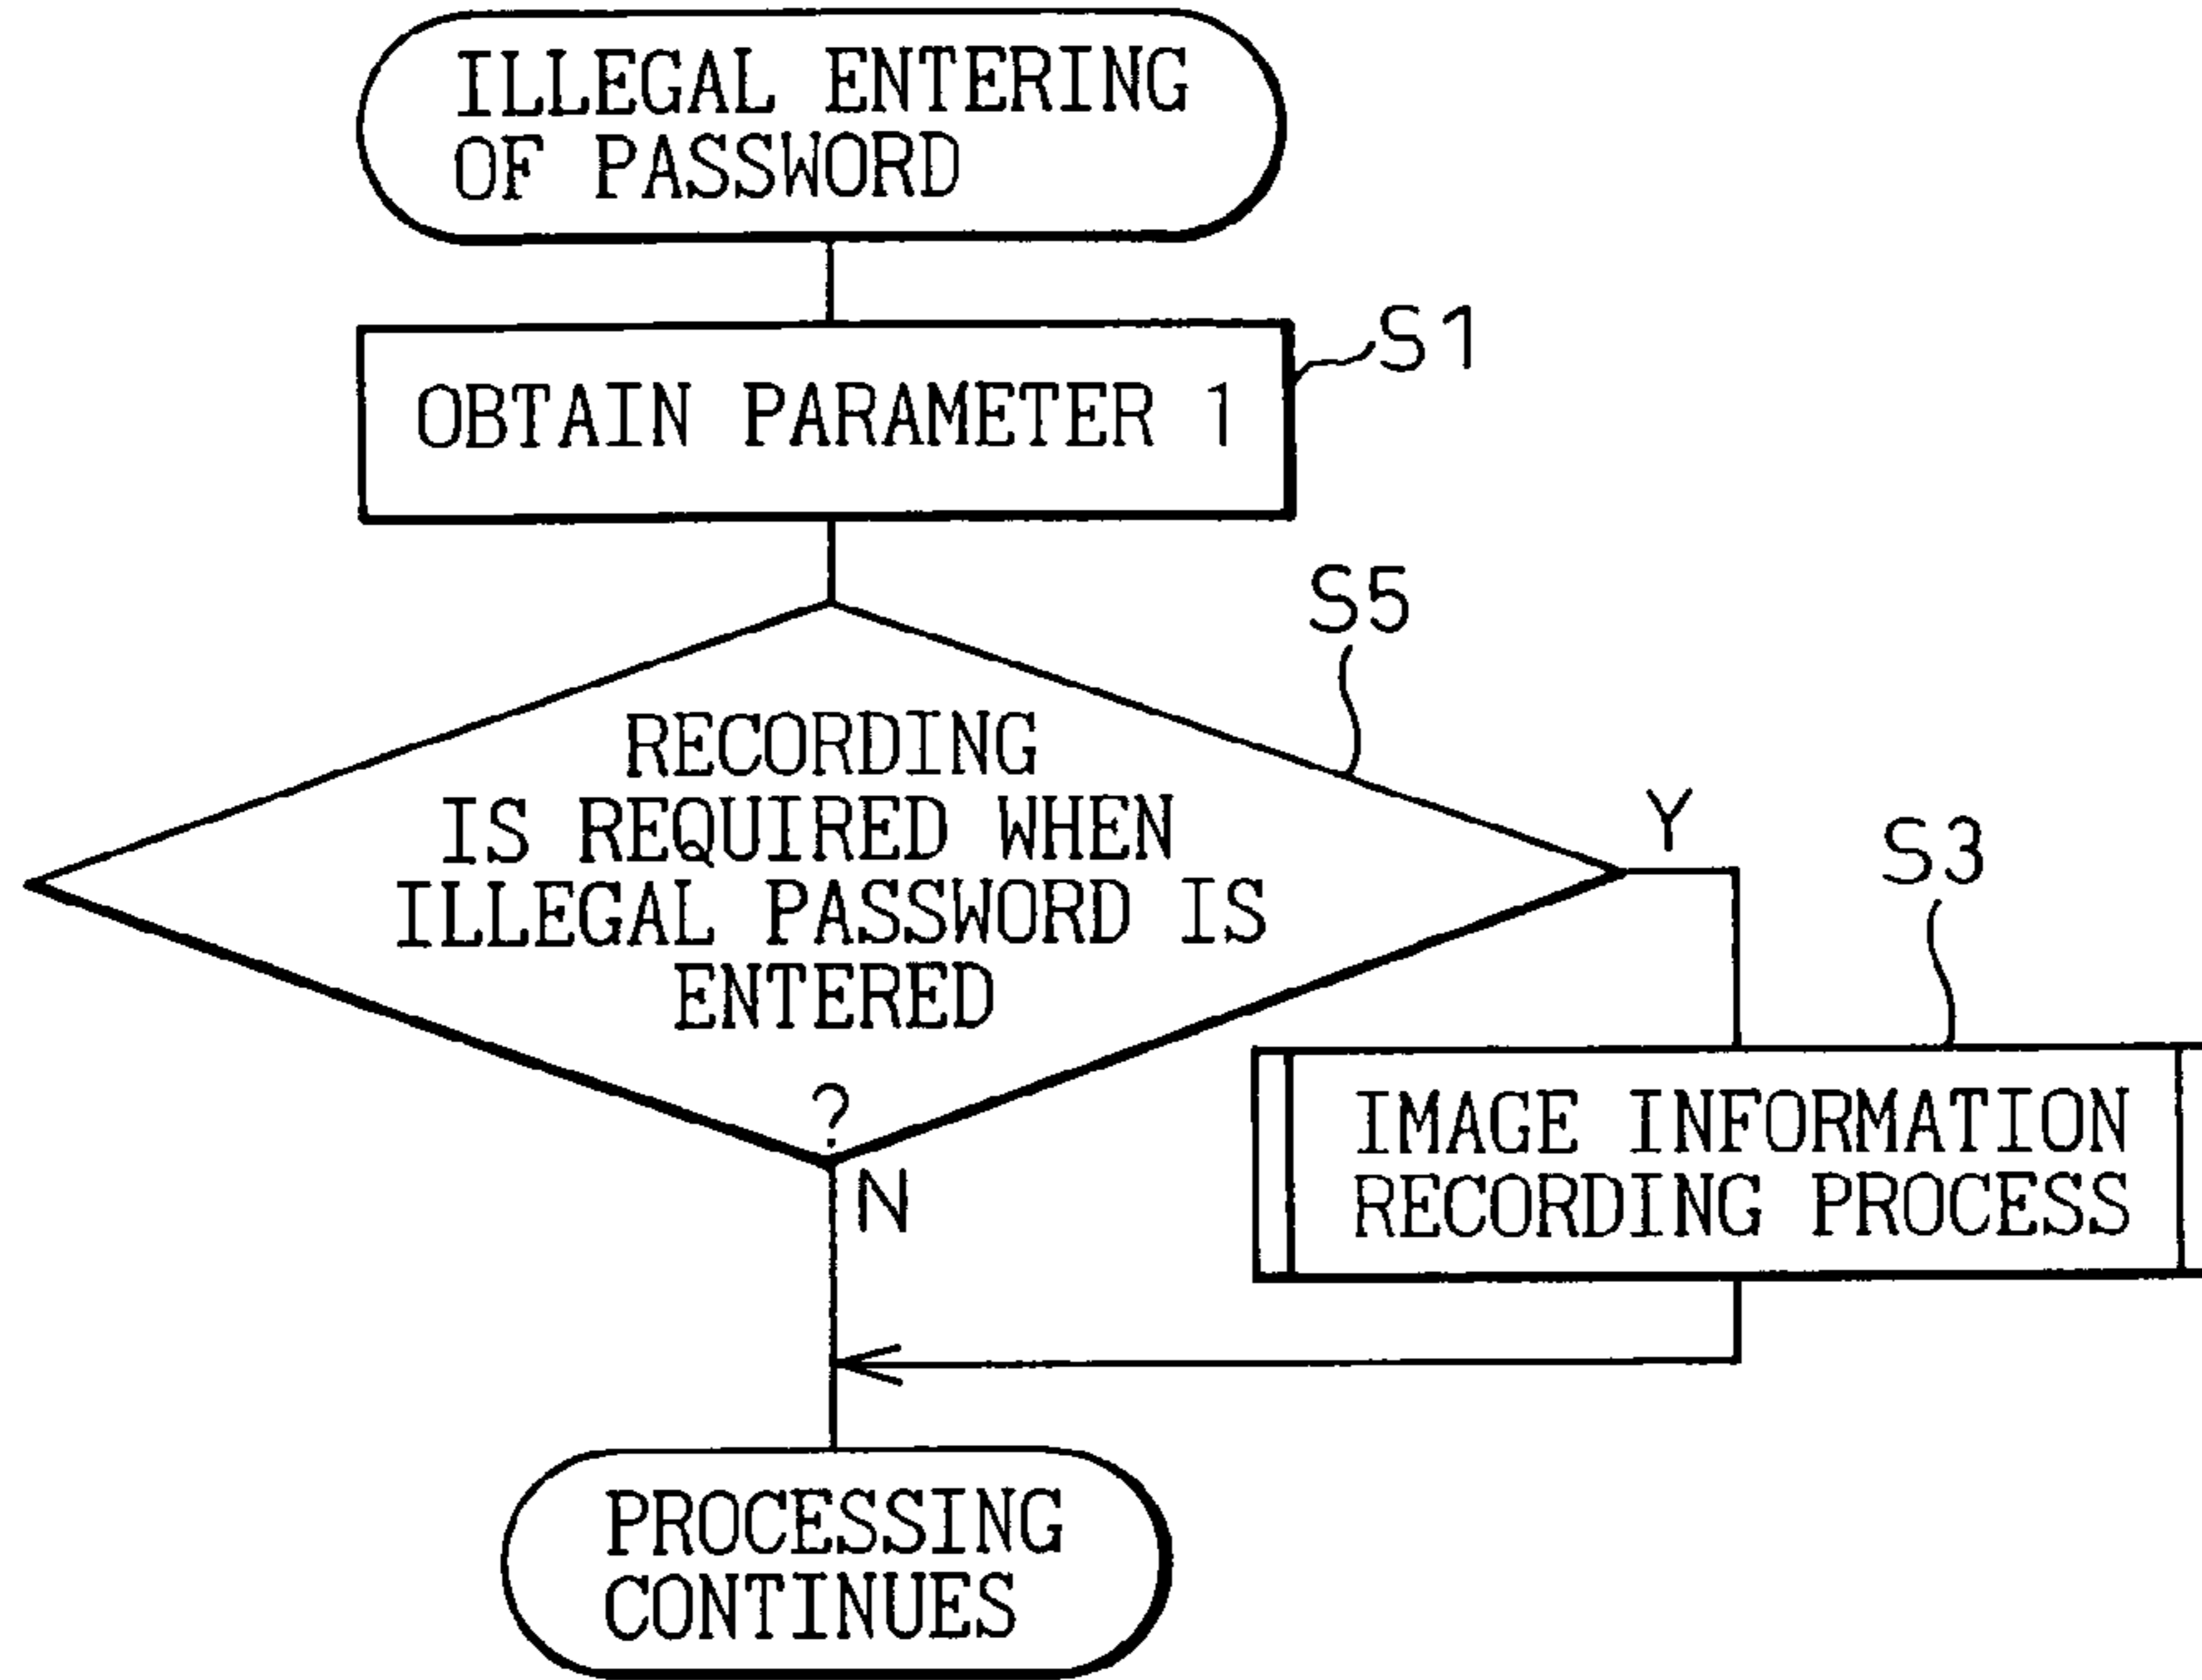 ILLEGAL ENTERING
OF PASSWORD
S1
OBTAIN PARAMETER 1
S5
RECORDING
IS REQUIRED WHEN
ILLEGAL PASSWORD IS
ENTERED
?
Y
N
S3
IMAGE INFORMATION
RECORDING PROCESS
PROCESSING
CONTINUES